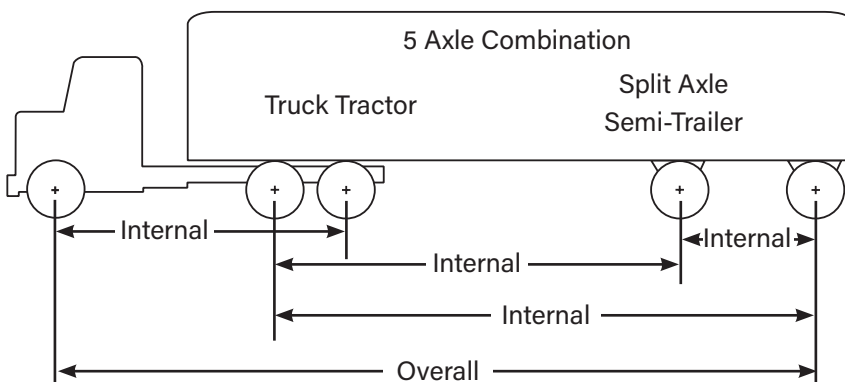 5 Axle Combination
Split Axle
Truck Tractor
Semi-Trailer
Internal
Internal
Internal
Internal
Overall